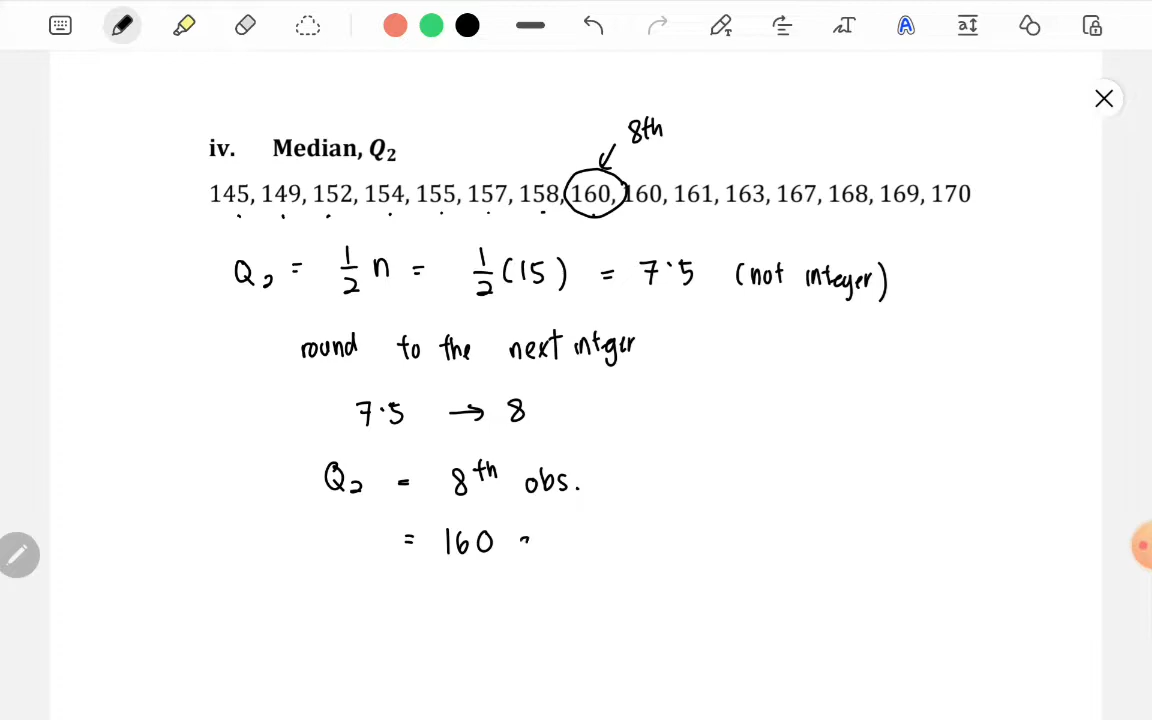 8th
iv. Median, Q₂
145, 149, 152, 154, 155, 157, 158, 160, 160, 161, 163, 167, 168, 169, 170
Q₂ = 1/2 n = 1/2 (15) = 7.5 (not integer)
round to the next intger
7.5 → 8
Q₂ = 8th obs.
= 160